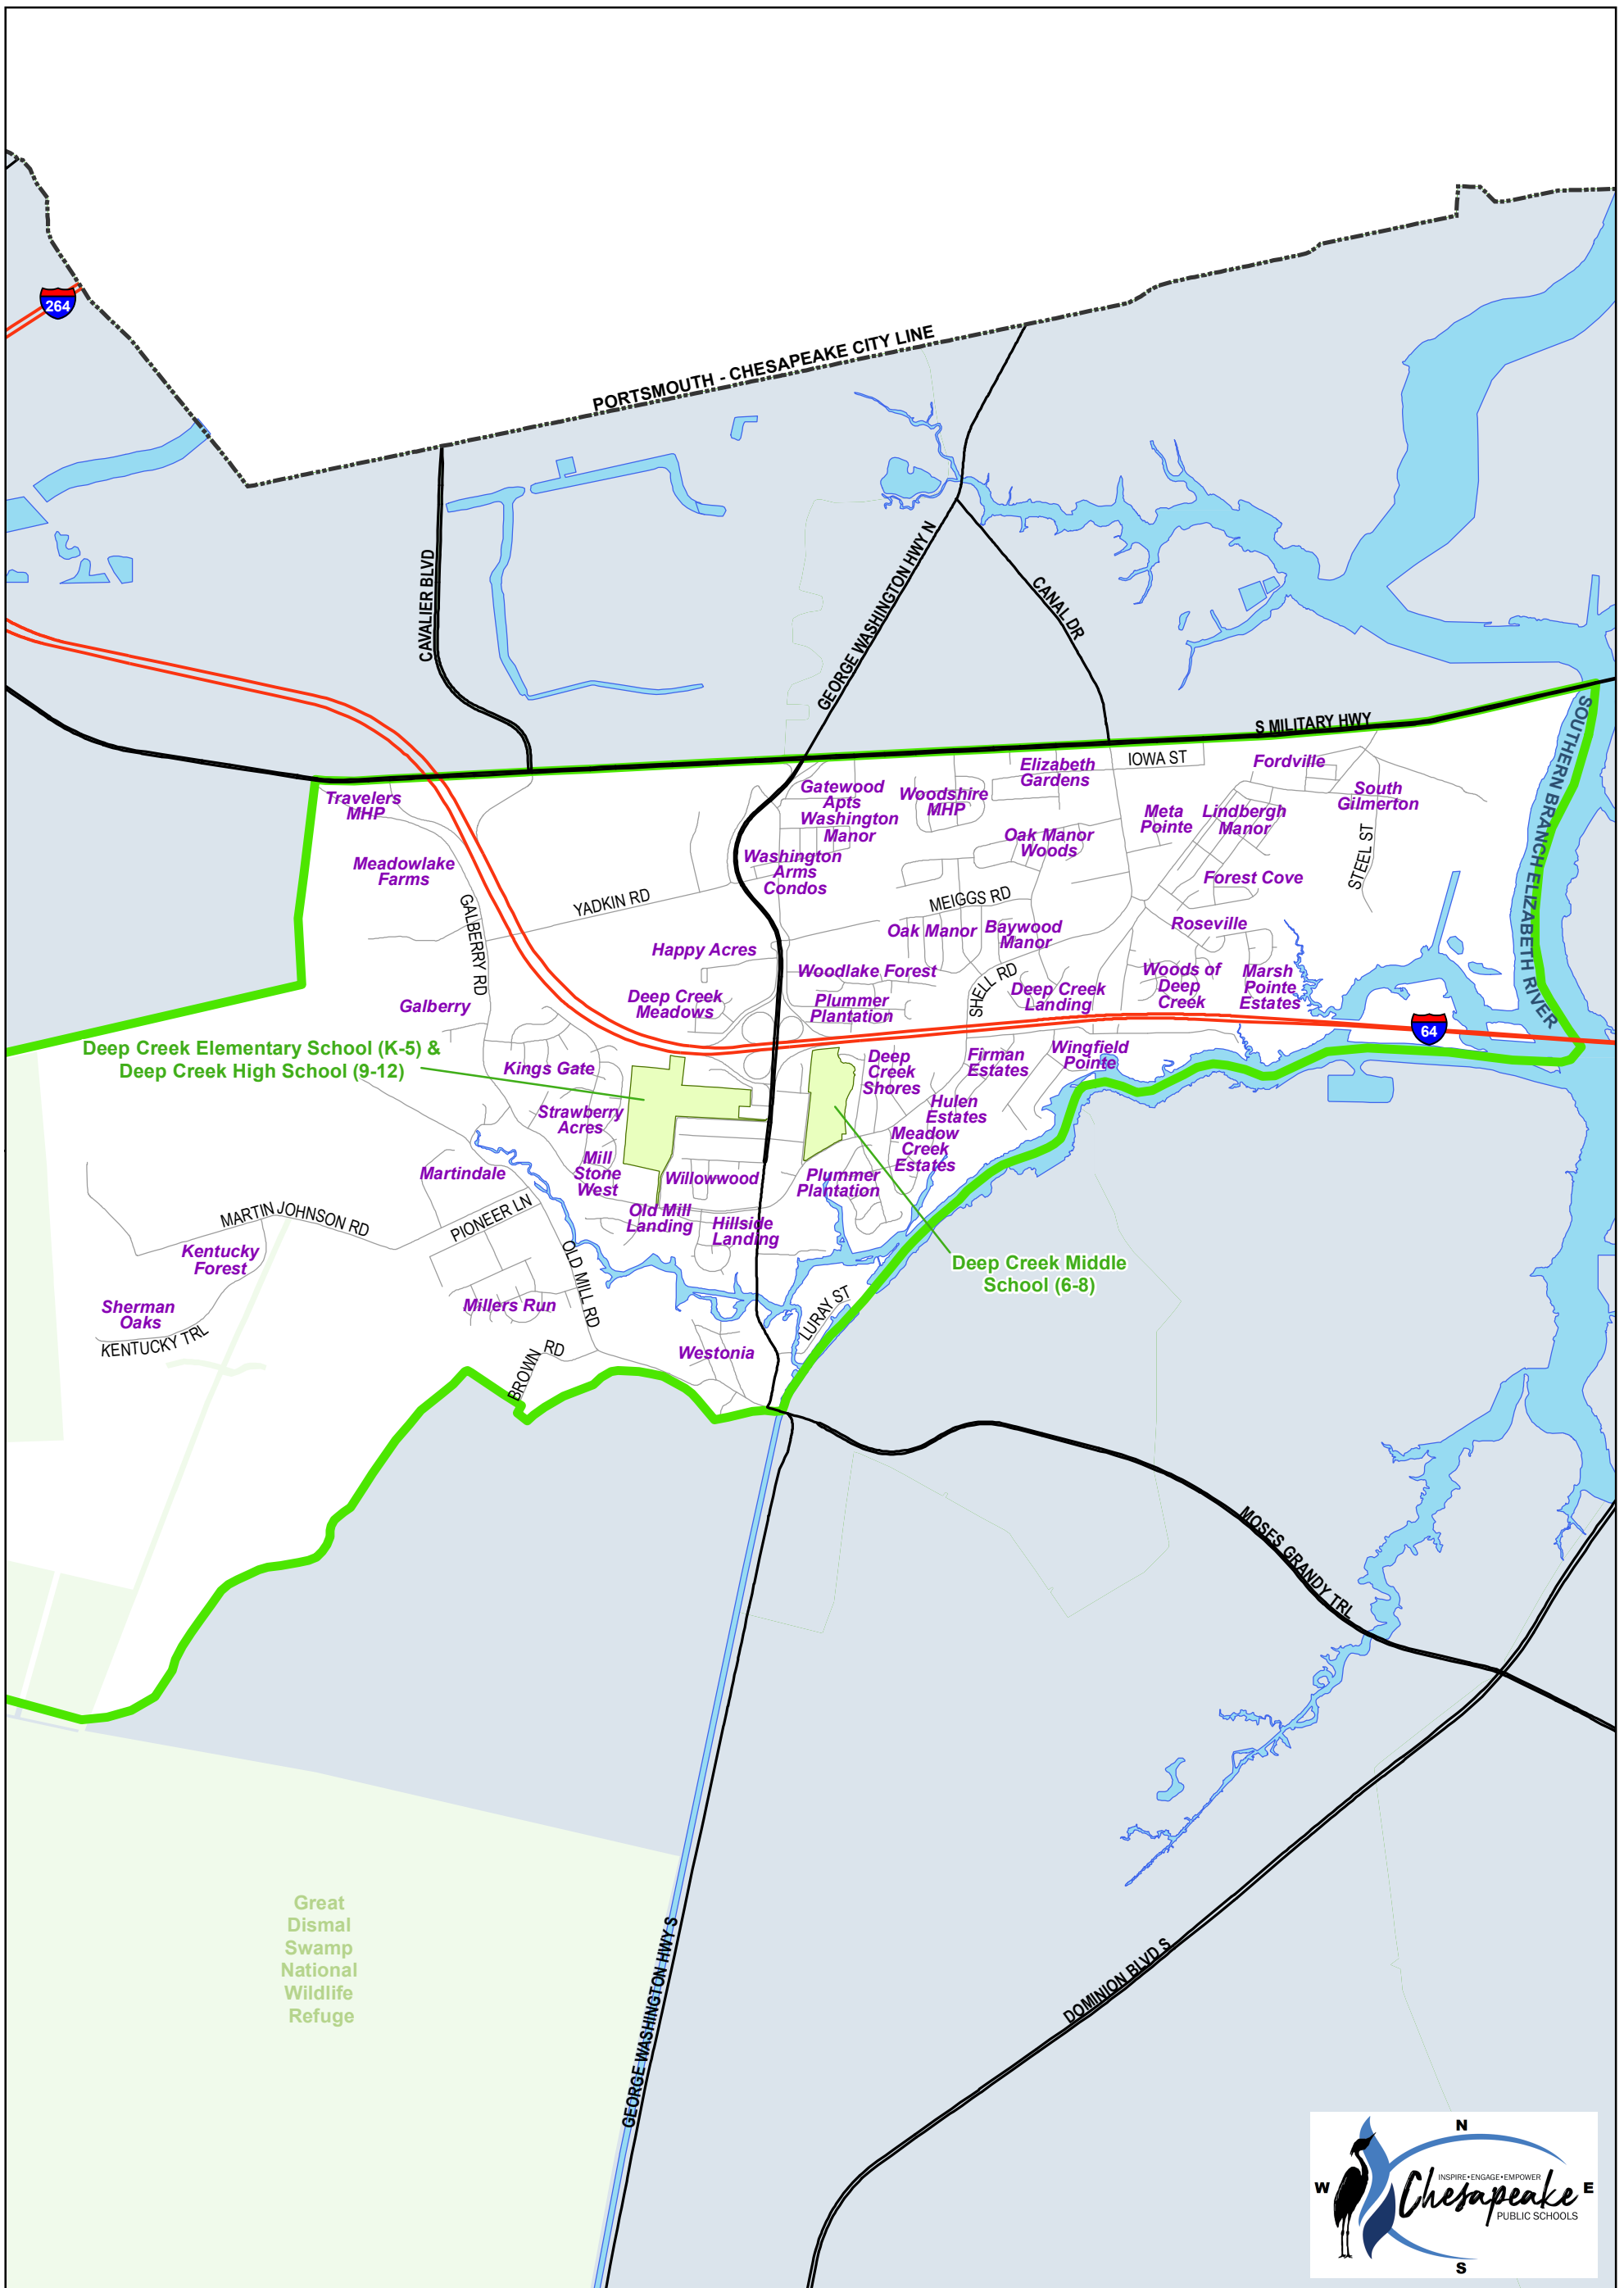 264
PORTSMOUTH - CHESAPEAKE CITY LINE
CAVALIER BLVD
GEORGE WASHINGTON HWY N
CANAL DR
S MILITARY HWY
SOUTHERN BRANCH ELIZABETH RIVER
IOWA ST
Fordville
Elizabeth
Gardens
Travelers
MHP
Gatewood
Apts
Washington
Manor
Woodshire
MHP
South
Gilmerton
Meta
Pointe
Lindbergh
Manor
Oak Manor
Woods
STEEL ST
Meadowlake
Farms
Washington
Arms
Condos
Forest Cove
YADKIN RD
MEIGGS RD
GALBERRY RD
Oak Manor
Baywood
Manor
Roseville
Happy Acres
Woodlake Forest
SHELL RD
Woods of
Deep
Creek
Marsh
Pointe
Estates
Galberry
Deep Creek
Meadows
Plummer
Plantation
Deep Creek
Landing
64
Deep Creek Elementary School (K-5) &
Deep Creek High School (9-12)
Kings Gate
Deep
Creek
Shores
Firman
Estates
Wingfield
Pointe
Strawberry
Acres
Hulen
Estates
Meadow
Creek
Estates
Mill
Stone
West
Martindale
Willowwood
Plummer
Plantation
MARTIN JOHNSON RD
PIONEER LN
Old Mill
Landing
Hillside
Landing
Kentucky
Forest
OLD MILL RD
Deep Creek Middle
School (6-8)
Sherman
Oaks
KENTUCKY TRL
Millers Run
LURAY ST
BROWN RD
Westonia
MOSES GRANDY TRL
Great
Dismal
Swamp
National
Wildlife
Refuge
GEORGE WASHINGTON HWY S
DOMINION BLVD S
N
W
E
S
INSPIRE•ENGAGE•EMPOWER
Chesapeake
PUBLIC SCHOOLS